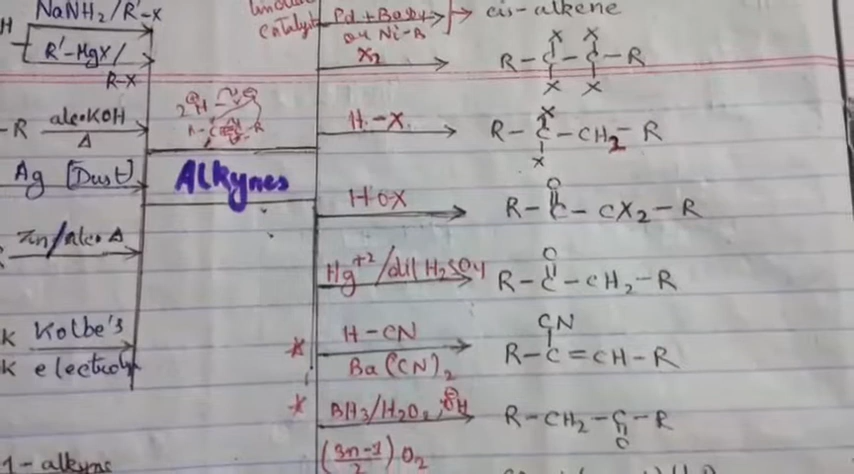 NaNH2/R'-X
H
R'-MgX/
R-X
-R alc.KOH
Δ
Ag [Dust]
Zn/alc. Δ
K Kolbe's
K electroly
1-alkyne
Alkynes
Catalyst Pd + BaSO4 → cis-alkene
or Ni-B
X2
X X
R-C-C-R
X X
H-X
X
R-C-CH2-R
X
HOX
O
R-C-CX2-R
Hg+2/dil H2SO4
O
R-C-CH2-R
* H-CN
Ba(CN)2
CN
R-C=CH-R
* BH3/H2O2, OH
R-CH2-C-R
O
(3n-1)/2 O2